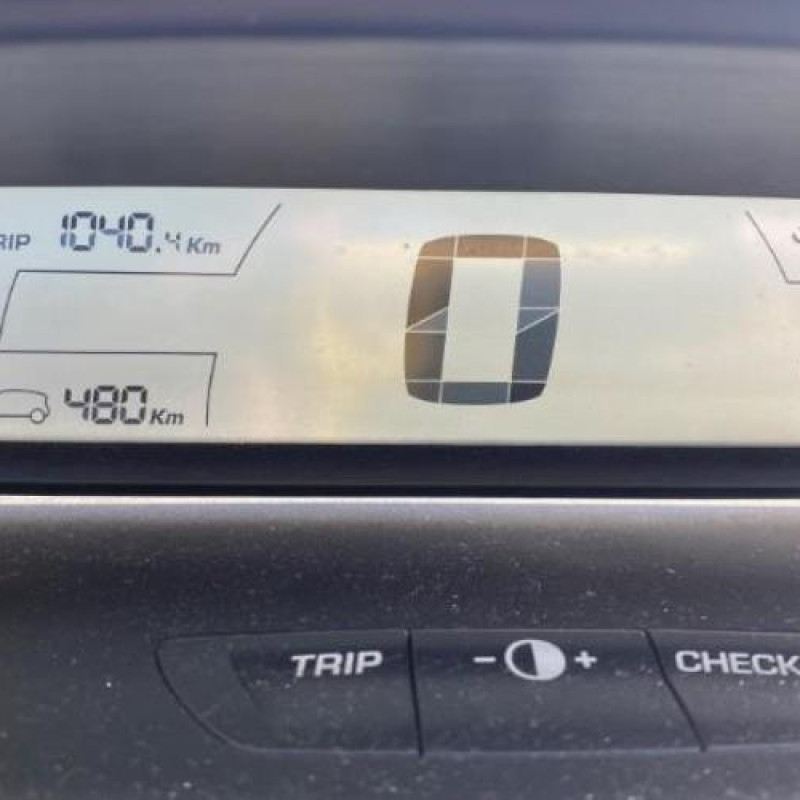 RIP 1040.4 Km
0
480 Km
TRIP - + CHECK